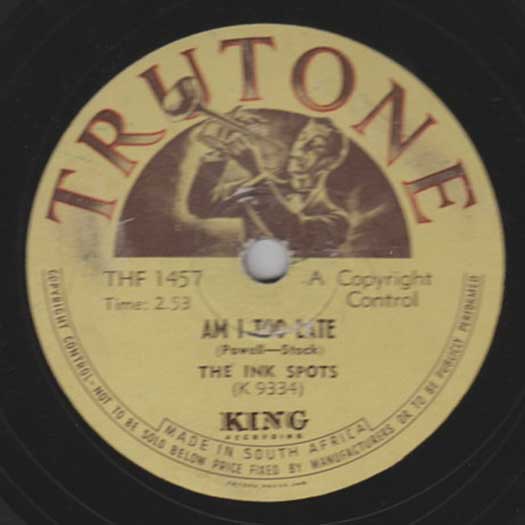 TRUTONE
THF 1457
Time: 2.53
A Copyright
Control
AM I TOO LATE
(Powell—Stock)
THE INK SPOTS
(K 9334)
KING
RECORDING
MADE IN SOUTH AFRICA
COPYRIGHT CONTROL - NOT TO BE SOLD BELOW PRICE FIXED BY MANUFACTURERS OR TO BE PUBLICLY PERFORMED